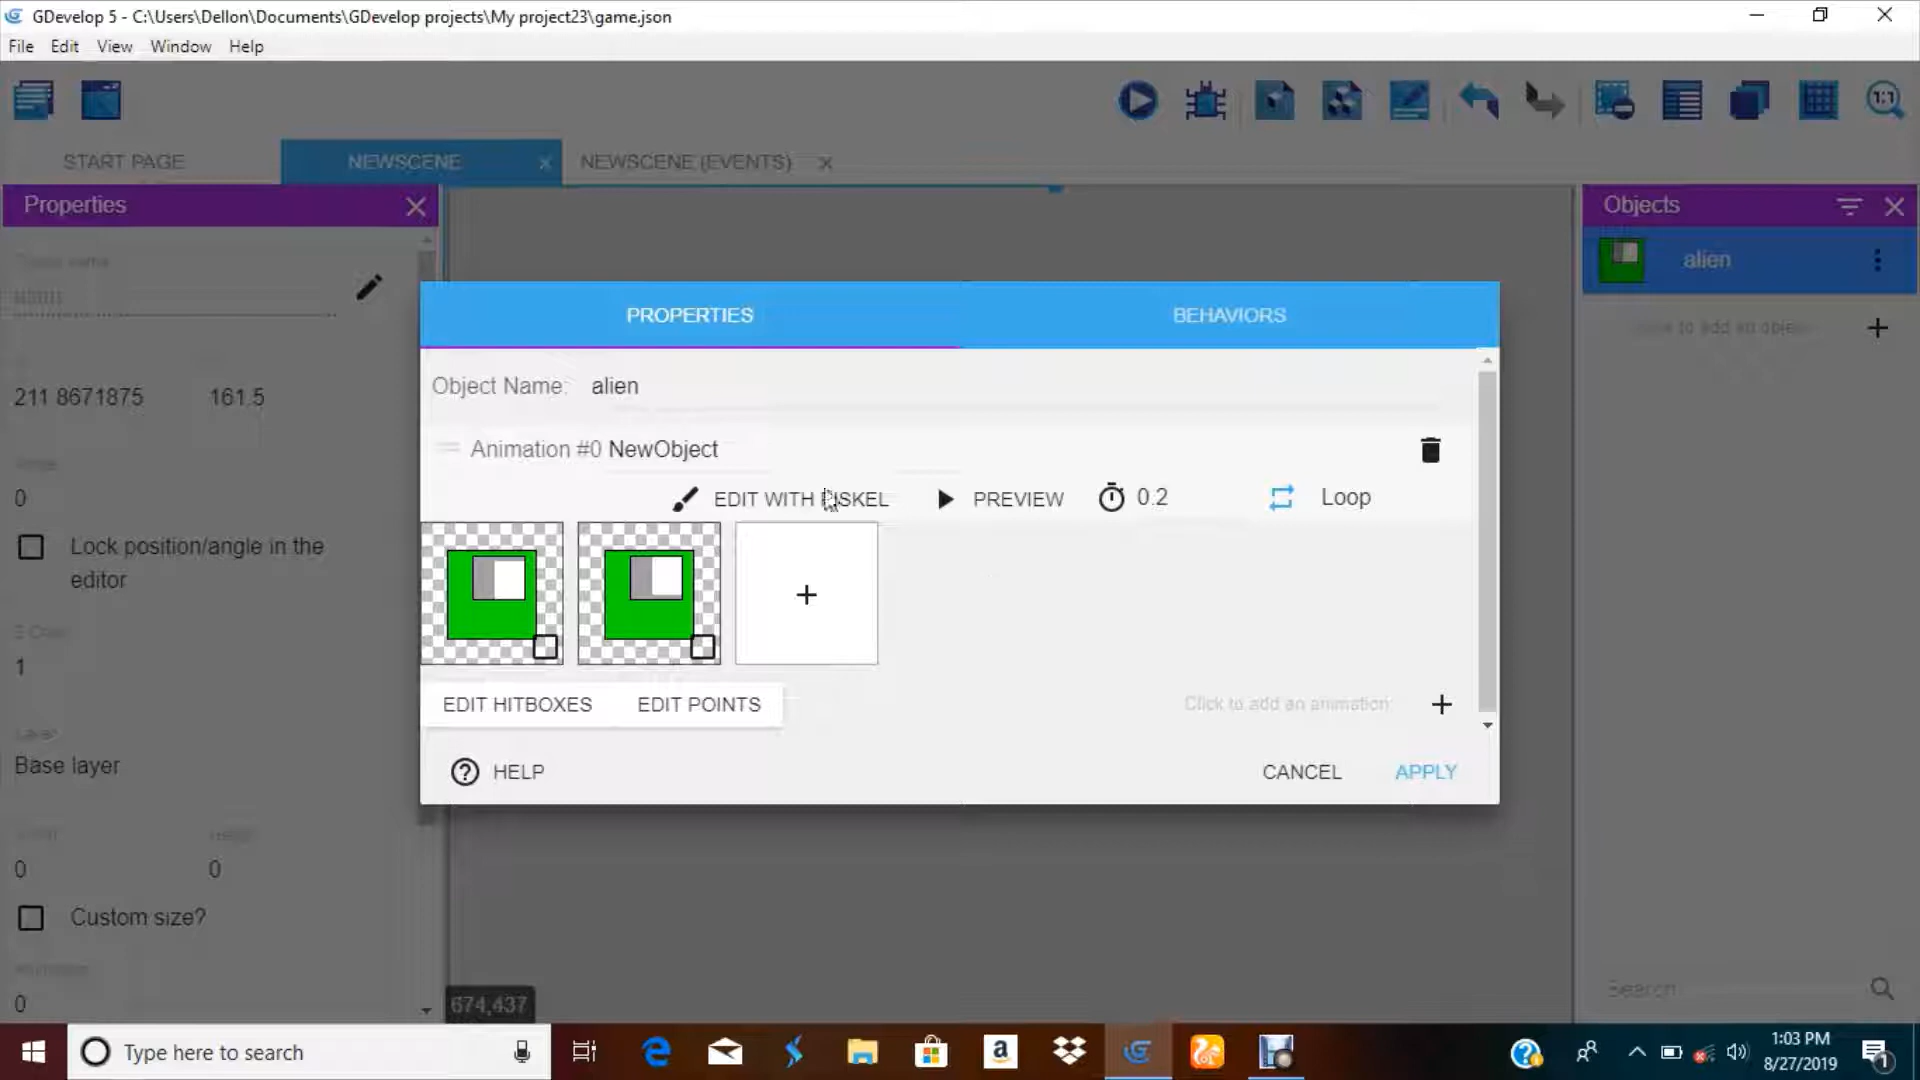 GDevelop 5 - C:\Users\Dellon\Documents\GDevelop projects\My project23\game.json
File Edit View Window Help
1:1
START PAGE NEWSCENE NEWSCENE (EVENTS)
Properties
Objects
alien
211 8671875 161.5
0
Lock position/angle in the
editor
1
Base layer
0 0
Custom size?
0
PROPERTIES BEHAVIORS
Object Name: alien
Animation #0 NewObject
EDIT WITH PISKEL PREVIEW 0.2 Loop
EDIT HITBOXES EDIT POINTS Click to add an animation
HELP CANCEL APPLY
674,437
Search
Type here to search
1:03 PM
8/27/2019
1